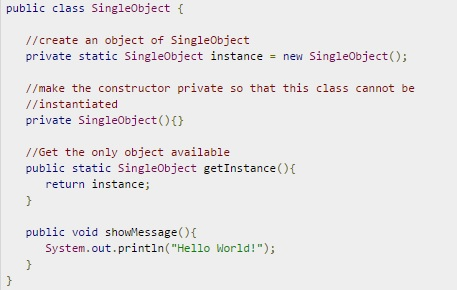 public class SingleObject {
//create an object of SingleObject
private static SingleObject instance = new SingleObject();
//make the constructor private so that this class cannot be
//instantiated
private SingleObject(){}
//Get the only object available
public static SingleObject getInstance(){
return instance;
}
public void showMessage(){
System.out.println("Hello World!");
}
}